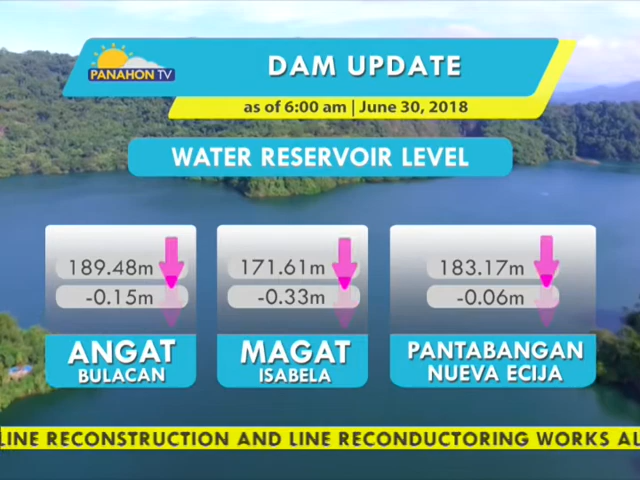 PANAHON TV
DAM UPDATE
as of 6:00 am | June 30, 2018
WATER RESERVOIR LEVEL
189.48m
-0.15m
ANGAT
BULACAN
171.61m
-0.33m
MAGAT
ISABELA
183.17m
-0.06m
PANTABANGAN
NUEVA ECIJA
LINE RECONSTRUCTION AND LINE RECONDUCTORING WORKS AL